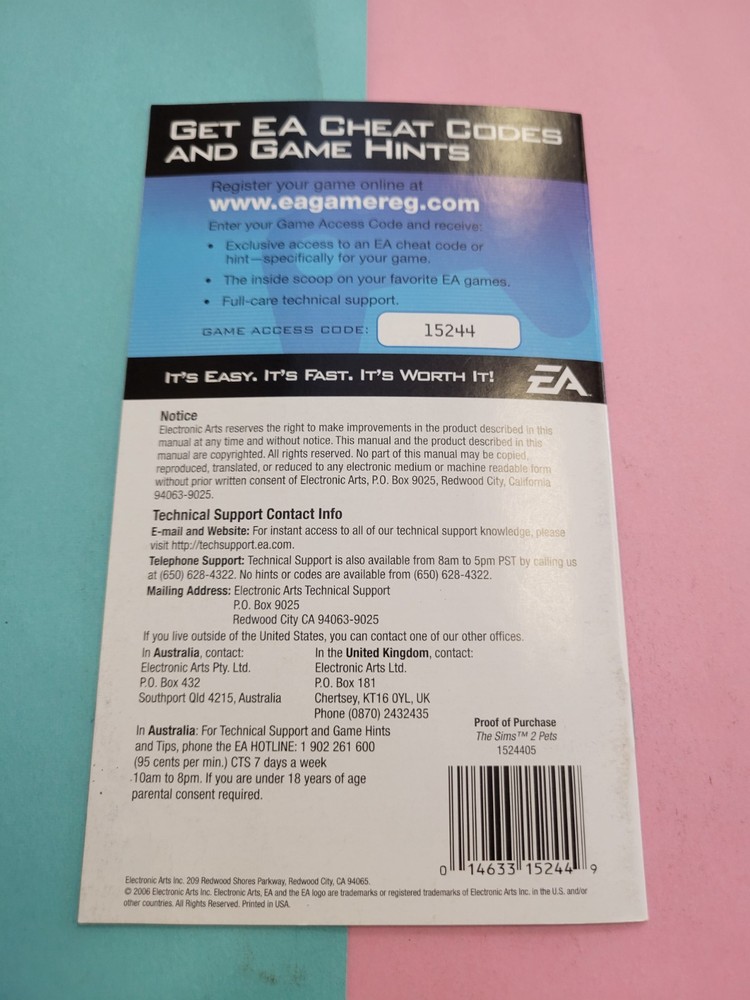 GET EA CHEAT CODES
AND GAME HINTS
Register your game online at
www.eagamereg.com
Enter your Game Access Code and receive:
• Exclusive access to an EA cheat code or
hint—specifically for your game.
• The inside scoop on your favorite EA games.
• Full-care technical support.
GAME ACCESS CODE: 15244
IT'S EASY. IT'S FAST. IT'S WORTH IT! EA
Notice
Electronic Arts reserves the right to make improvements in the product described in this
manual at any time and without notice. This manual and the product described in this
manual are copyrighted. All rights reserved. No part of this manual may be copied,
reproduced, translated, or reduced to any electronic medium or machine readable form
without prior written consent of Electronic Arts, P.O. Box 9025, Redwood City, California
94063-9025.
Technical Support Contact Info
E-mail and Website: For instant access to all of our technical support knowledge, please
visit http://techsupport.ea.com.
Telephone Support: Technical Support is also available from 8am to 5pm PST by calling us
at (650) 628-4322. No hints or codes are available from (650) 628-4322.
Mailing Address: Electronic Arts Technical Support
P.O. Box 9025
Redwood City CA 94063-9025
If you live outside of the United States, you can contact one of our other offices.
In Australia, contact:
Electronic Arts Pty. Ltd.
P.O. Box 432
Southport Qld 4215, Australia
In the United Kingdom, contact:
Electronic Arts Ltd.
P.O. Box 181
Chertsey, KT16 0YL, UK
Phone (0870) 2432435
In Australia: For Technical Support and Game Hints
and Tips, phone the EA HOTLINE: 1 902 261 600
(95 cents per min.) CTS 7 days a week
10am to 8pm. If you are under 18 years of age
parental consent required.
Proof of Purchase
The Sims™ 2 Pets
1524405
0 14633 15244 9
Electronic Arts Inc. 209 Redwood Shores Parkway, Redwood City, CA 94065.
© 2006 Electronic Arts Inc. Electronic Arts, EA and the EA logo are trademarks or registered trademarks of Electronic Arts Inc. in the U.S. and/or
other countries. All Rights Reserved. Printed in USA.